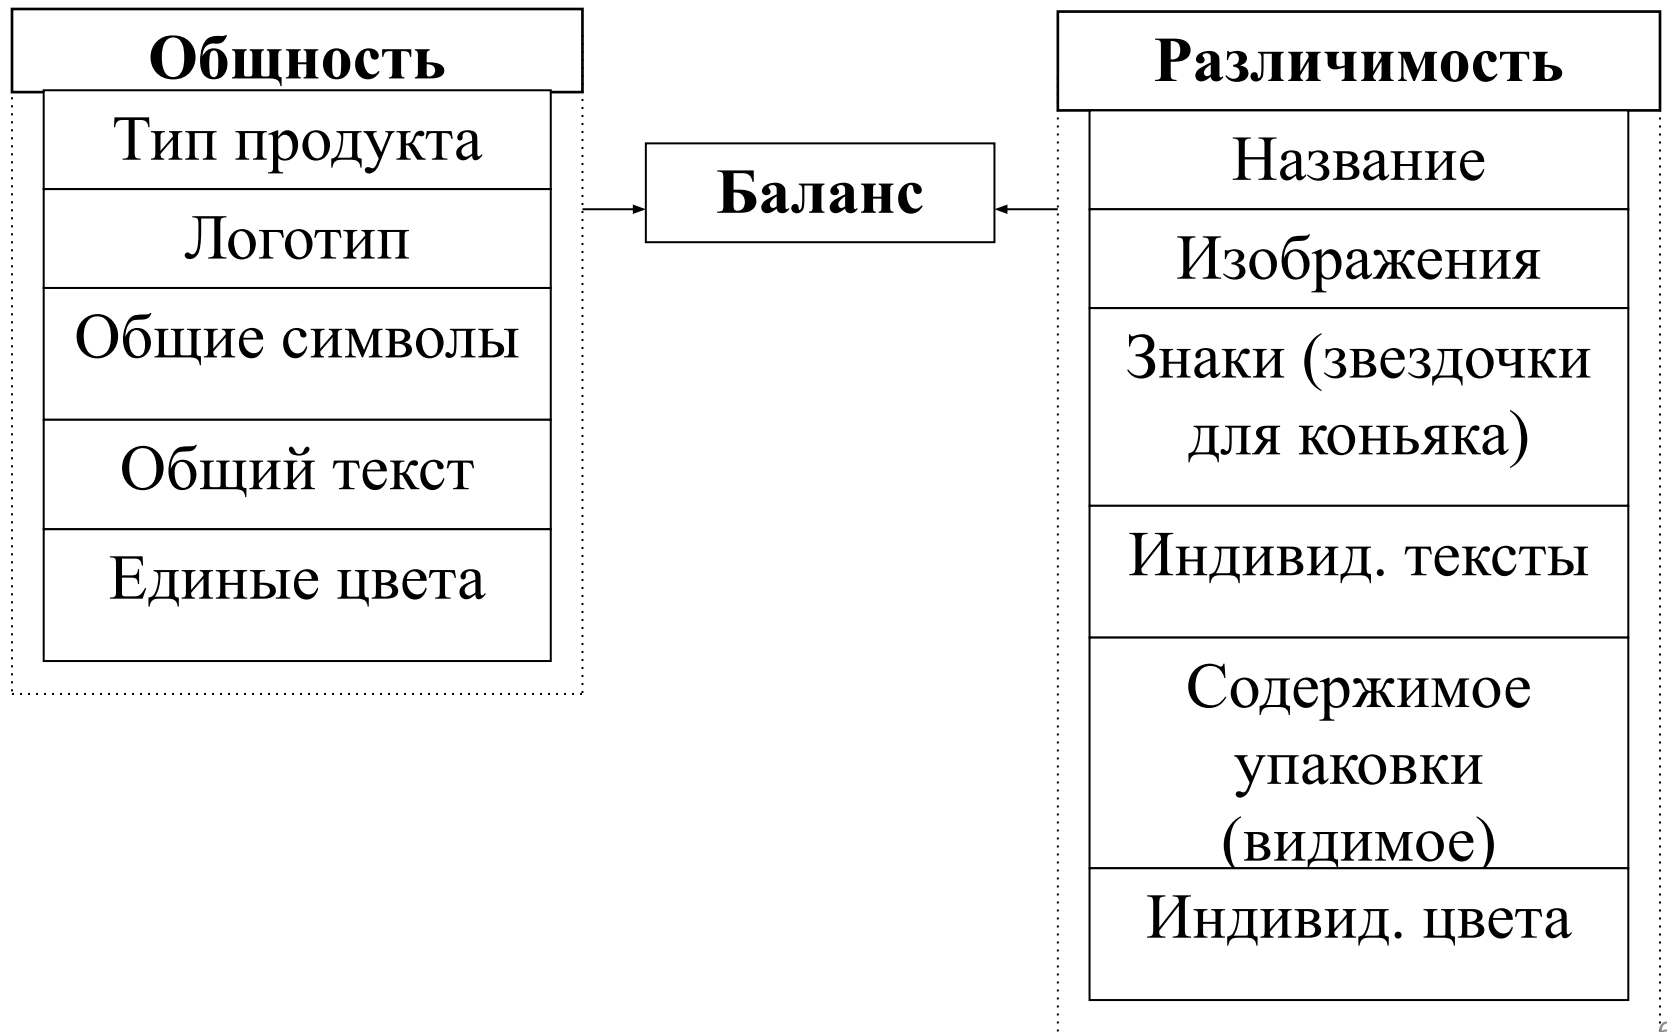 Общность
Тип продукта
Логотип
Общие символы
Общий текст
Единые цвета
Баланс
Различимость
Название
Изображения
Знаки (звездочки
для коньяка)
Индивид. тексты
Содержимое
упаковки
(видимое)
Индивид. цвета